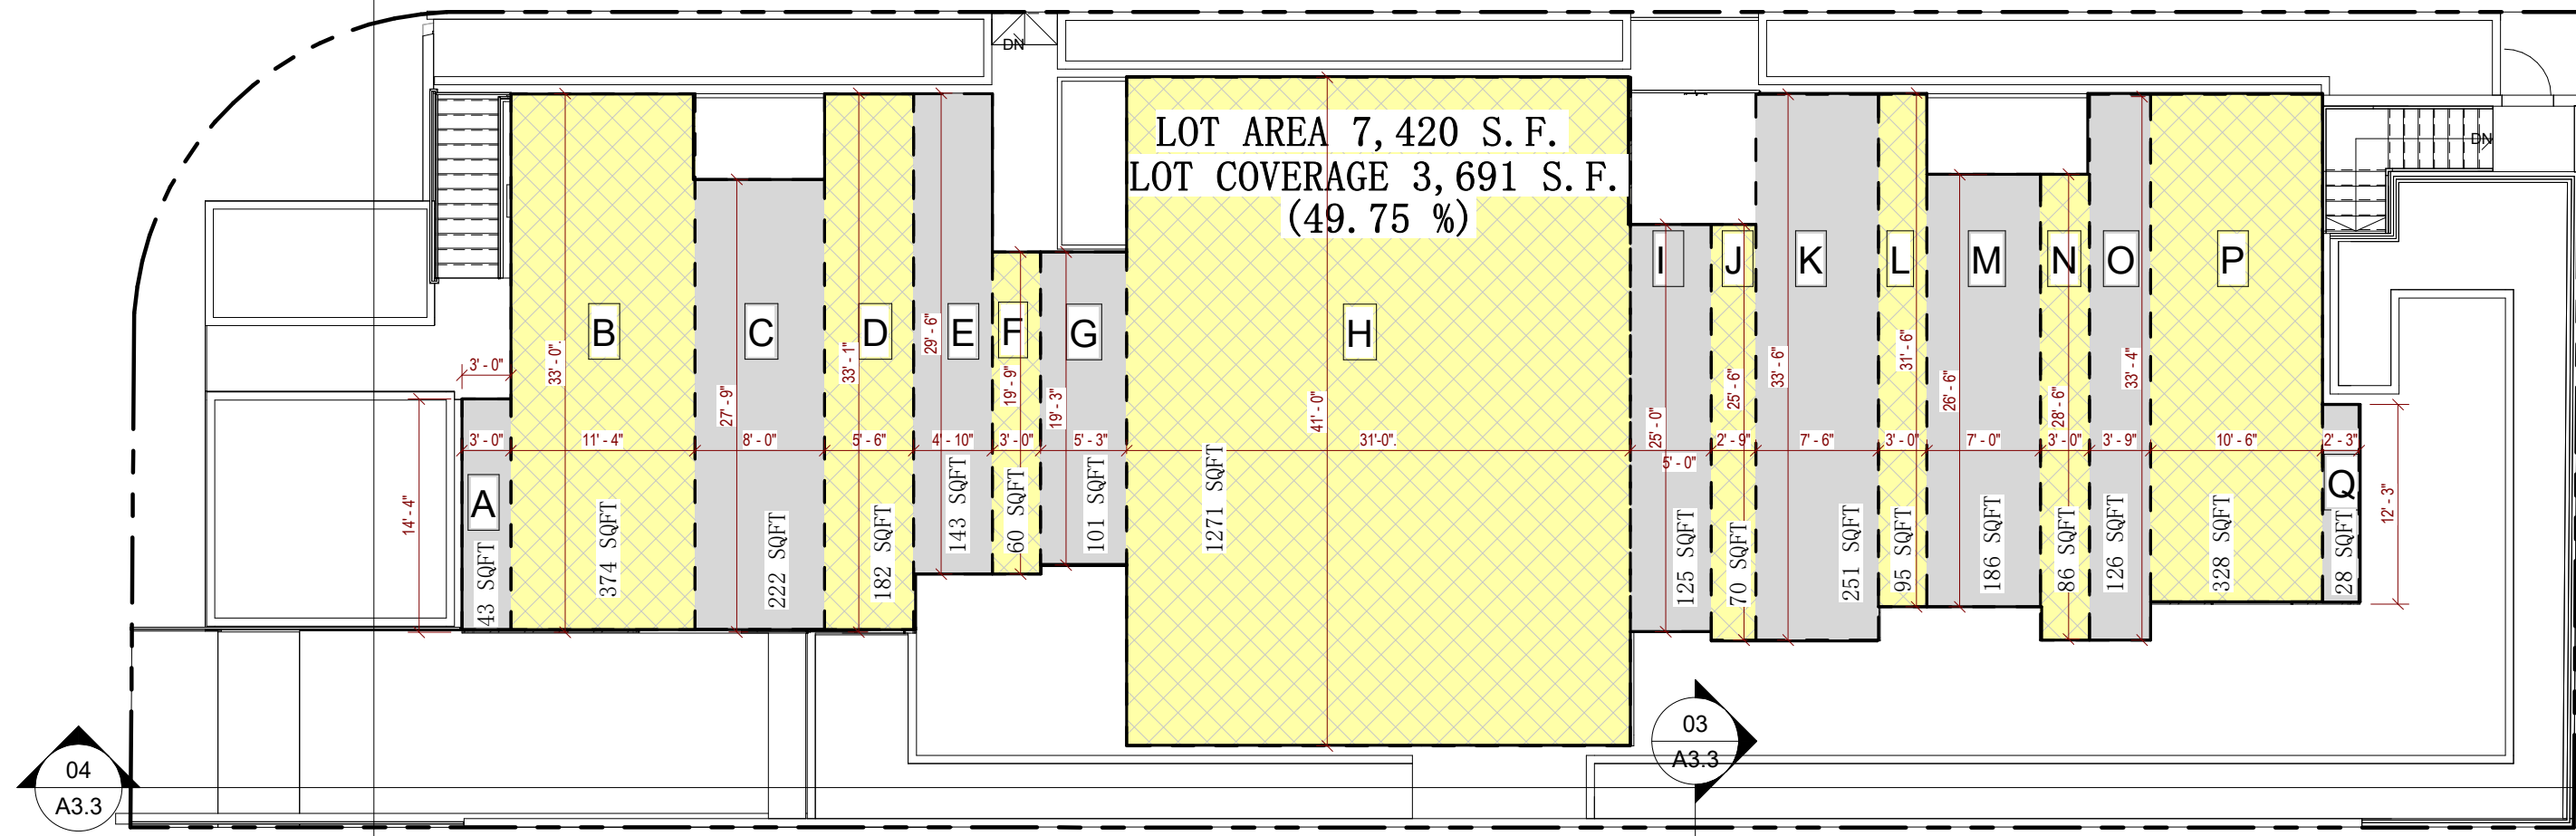 DN
LOT AREA 7,420 S.F.
LOT COVERAGE 3,691 S.F.
(49.75 %)
DN
I
J
K
L
M
N
O
P
B
C
D
E
F
G
H
3' - 0"
33' - 0".
27' - 9"
33' - 1"
29' - 6"
19' - 9"
19' - 3"
41' - 0"
25' - 0"
25' - 6"
33' - 6"
31' - 6"
26' - 6"
28' - 6"
33' - 4"
3' - 0"
11' - 4"
8' - 0"
5' - 6"
4' - 10"
3' - 0"
5' - 3"
31'-0".
5' - 0"
2' - 9"
7' - 6"
3' - 0"
7' - 0"
3' - 0"
3' - 9"
10' - 6"
2' - 3"
14' - 4"
A
Q
12' - 3"
43 SQFT
374 SQFT
222 SQFT
182 SQFT
143 SQFT
60 SQFT
101 SQFT
1271 SQFT
125 SQFT
70 SQFT
251 SQFT
95 SQFT
186 SQFT
86 SQFT
126 SQFT
328 SQFT
28 SQFT
03
A3.3
04
A3.3